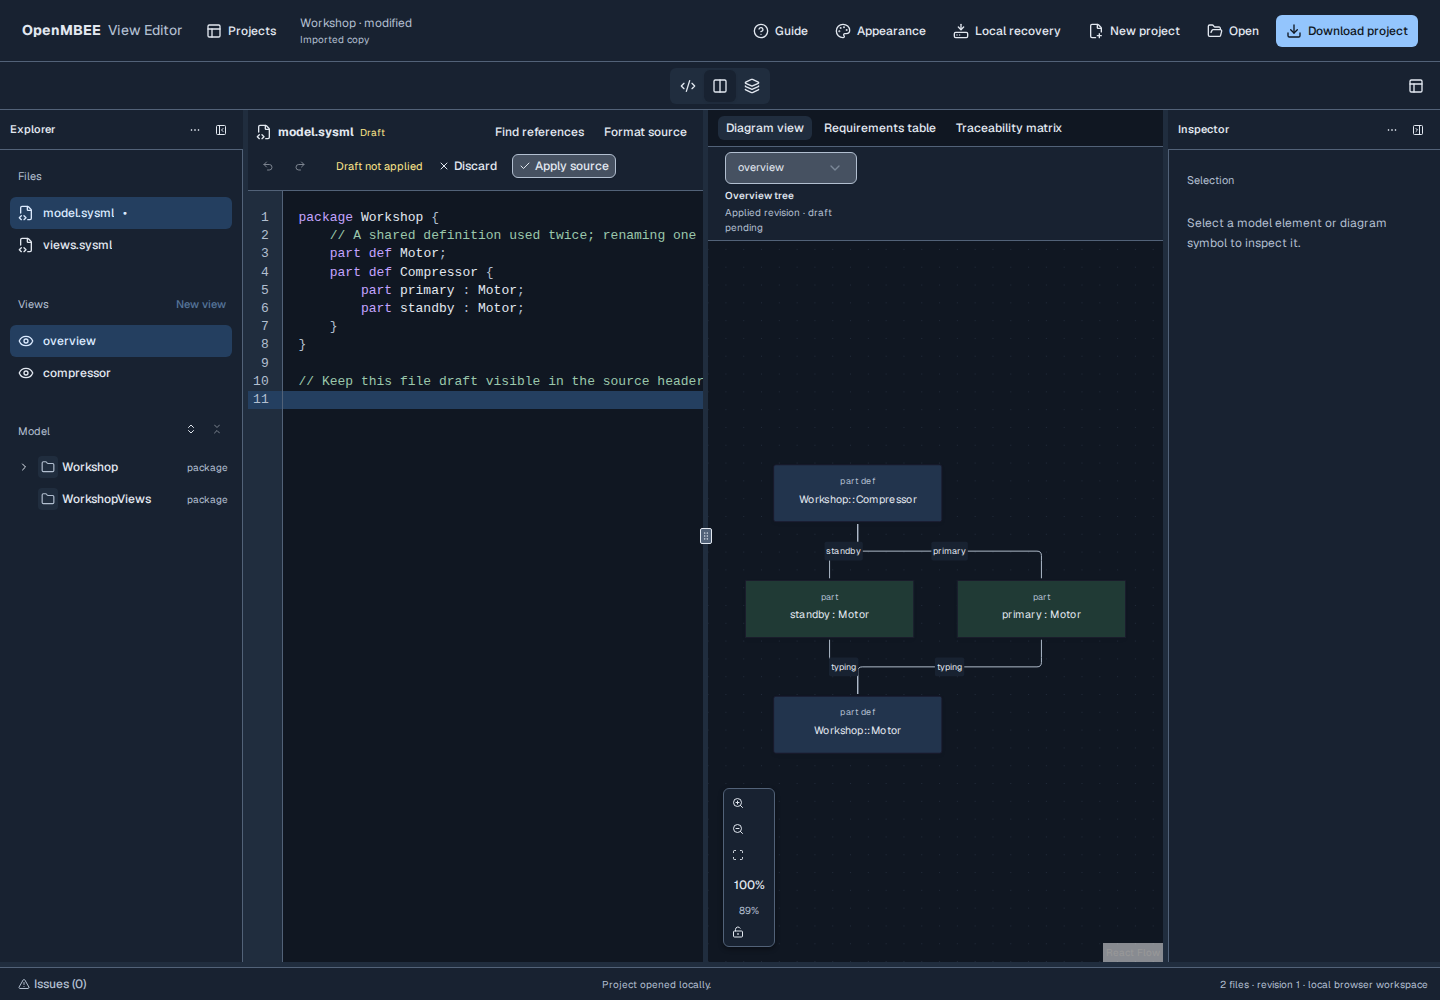 OpenMBEE View Editor
Projects
Workshop · modified
Imported copy
Guide
Appearance
Local recovery
New project
Open
Download project
Explorer
Files
model.sysml •
views.sysml
Views
New view
overview
compressor
Model
Workshop package
WorkshopViews package
model.sysml Draft
Find references
Format source
Draft not applied
Discard
Apply source
1 package Workshop {
2 // A shared definition used twice; renaming one
3 part def Motor;
4 part def Compressor {
5 part primary : Motor;
6 part standby : Motor;
7 }
8 }
9
10 // Keep this file draft visible in the source header
11
Diagram view
Requirements table
Traceability matrix
overview
Overview tree
Applied revision · draft
pending
part def
Workshop::Compressor
standby
primary
part
standby : Motor
part
primary : Motor
typing
typing
part def
Workshop::Motor
100%
89%
React Flow
Inspector
Selection
Select a model element or diagram
symbol to inspect it.
Issues (0)
Project opened locally.
2 files · revision 1 · local browser workspace